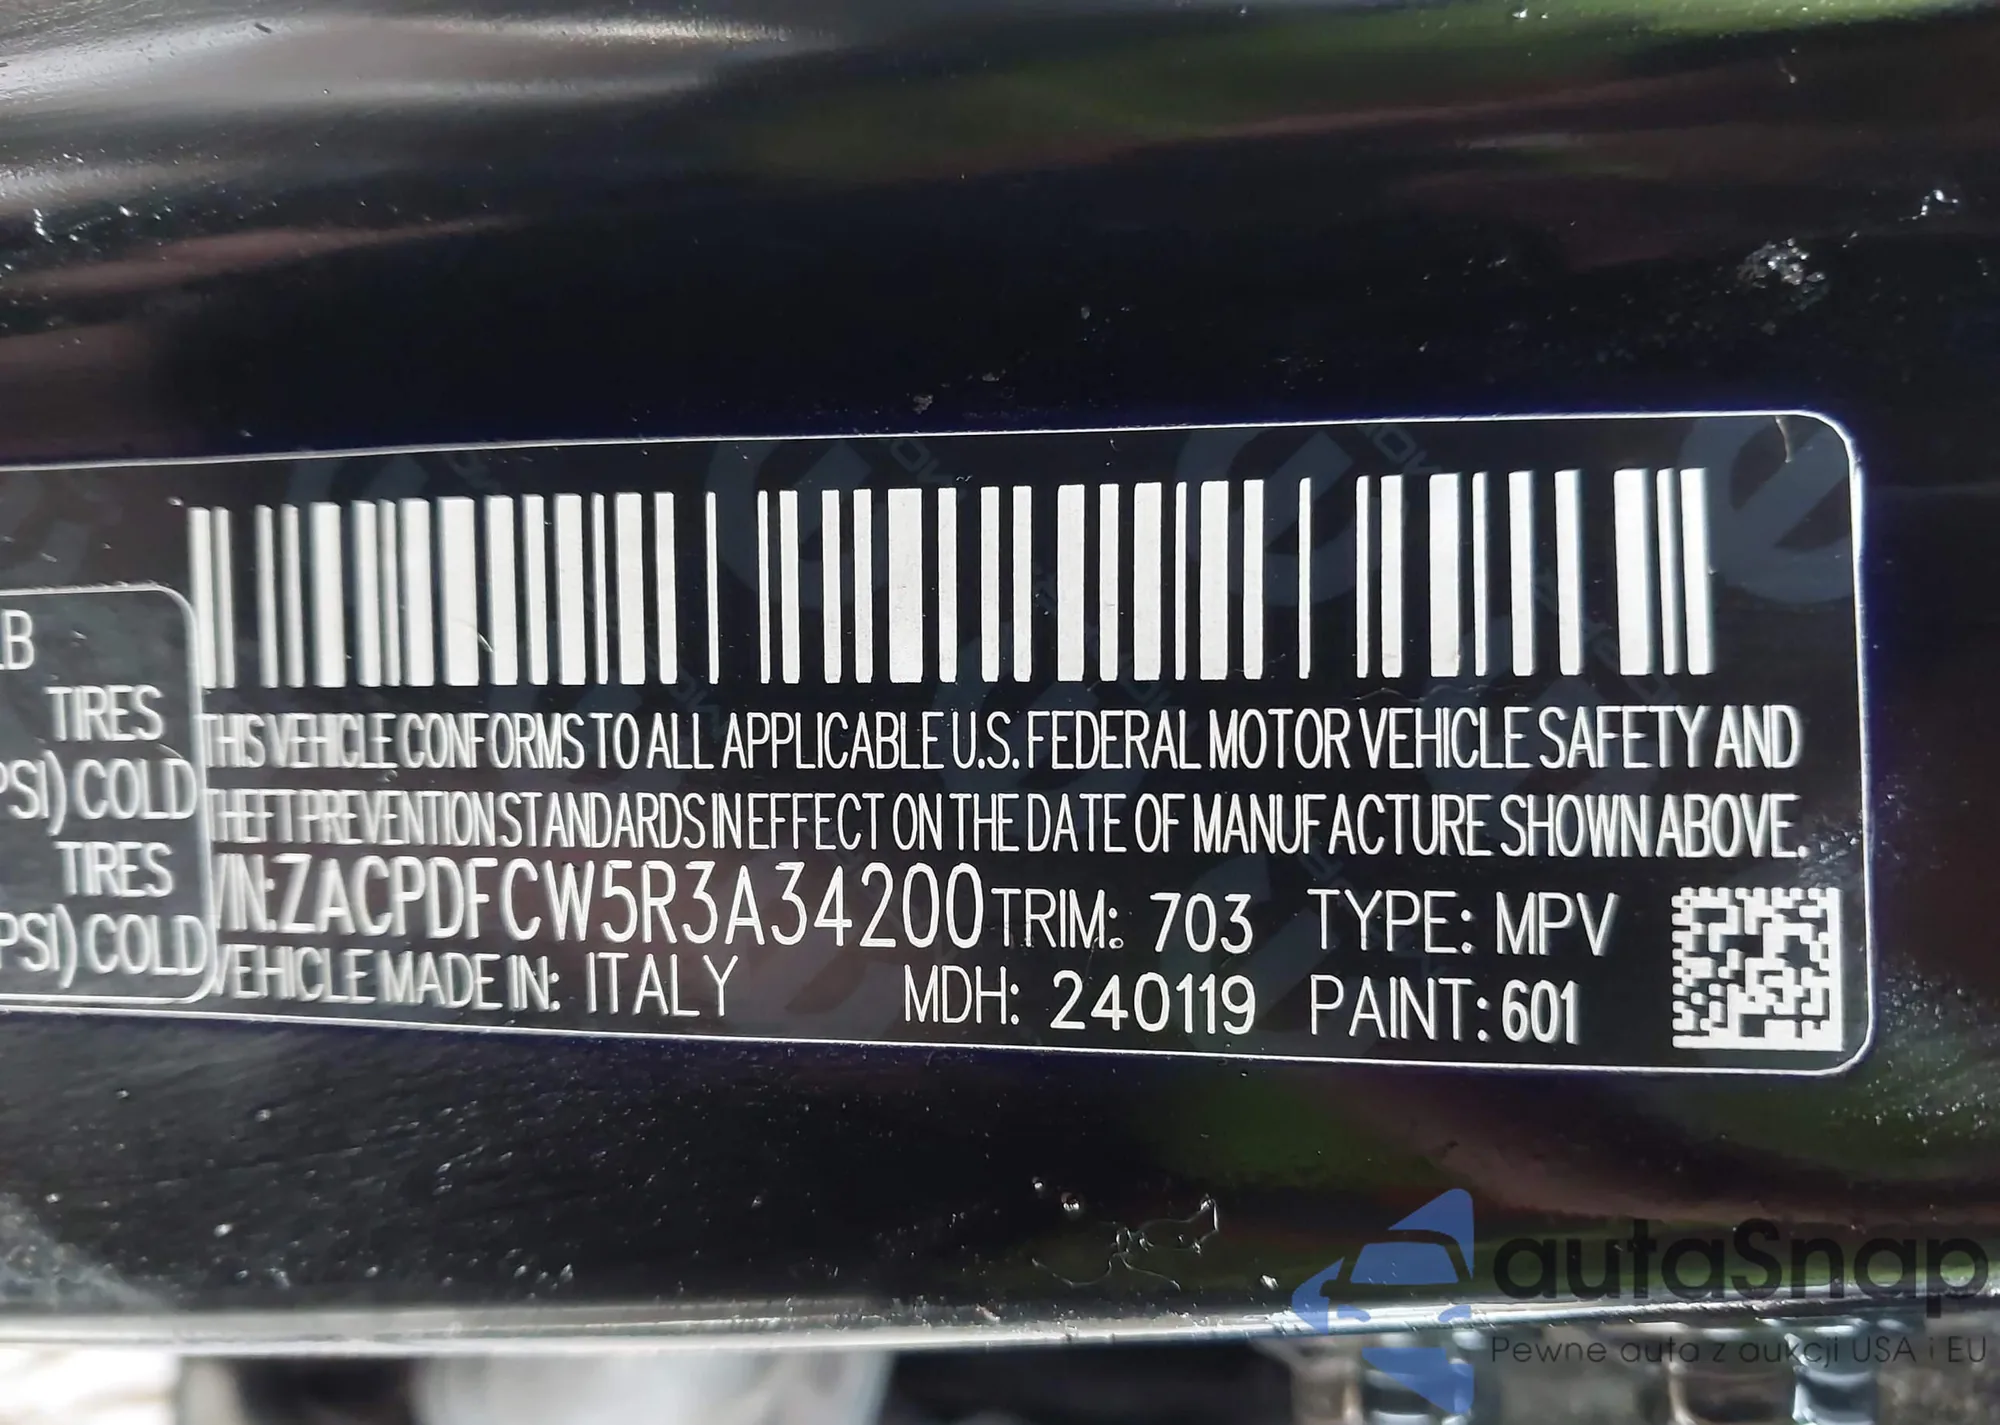 LB
TIRES
PSI) COLD
TIRES
PSI) COLD
THIS VEHICLE CONFORMS TO ALL APPLICABLE U.S. FEDERAL MOTOR VEHICLE SAFETY AND
THEFT PREVENTION STANDARDS IN EFFECT ON THE DATE OF MANUFACTURE SHOWN ABOVE.
VIN: ZACPDFCW5R3A34200 TRIM: 703 TYPE: MPV
VEHICLE MADE IN: ITALY MDH: 240119 PAINT: 601
autaSnap
Pewne auta z aukcji USA i EU